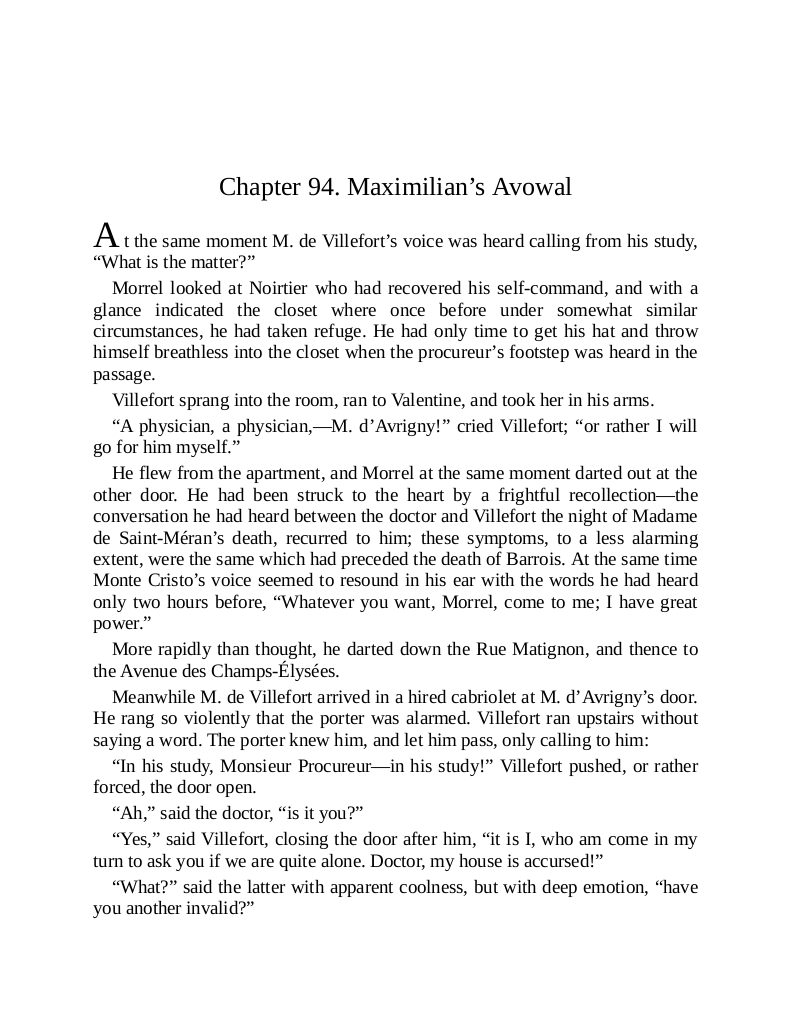 Chapter 94. Maximilian’s Avowal
At the same moment M. de Villefort’s voice was heard calling from his study,
“What is the matter?”
Morrel looked at Noirtier who had recovered his self-command, and with a
glance indicated the closet where once before under somewhat similar
circumstances, he had taken refuge. He had only time to get his hat and throw
himself breathless into the closet when the procureur’s footstep was heard in the
passage.
Villefort sprang into the room, ran to Valentine, and took her in his arms.
“A physician, a physician,—M. d’Avrigny!” cried Villefort; “or rather I will
go for him myself.”
He flew from the apartment, and Morrel at the same moment darted out at the
other door. He had been struck to the heart by a frightful recollection—the
conversation he had heard between the doctor and Villefort the night of Madame
de Saint-Méran’s death, recurred to him; these symptoms, to a less alarming
extent, were the same which had preceded the death of Barrois. At the same time
Monte Cristo’s voice seemed to resound in his ear with the words he had heard
only two hours before, “Whatever you want, Morrel, come to me; I have great
power.”
More rapidly than thought, he darted down the Rue Matignon, and thence to
the Avenue des Champs-Élysées.
Meanwhile M. de Villefort arrived in a hired cabriolet at M. d’Avrigny’s door.
He rang so violently that the porter was alarmed. Villefort ran upstairs without
saying a word. The porter knew him, and let him pass, only calling to him:
“In his study, Monsieur Procureur—in his study!” Villefort pushed, or rather
forced, the door open.
“Ah,” said the doctor, “is it you?”
“Yes,” said Villefort, closing the door after him, “it is I, who am come in my
turn to ask you if we are quite alone. Doctor, my house is accursed!”
“What?” said the latter with apparent coolness, but with deep emotion, “have
you another invalid?”